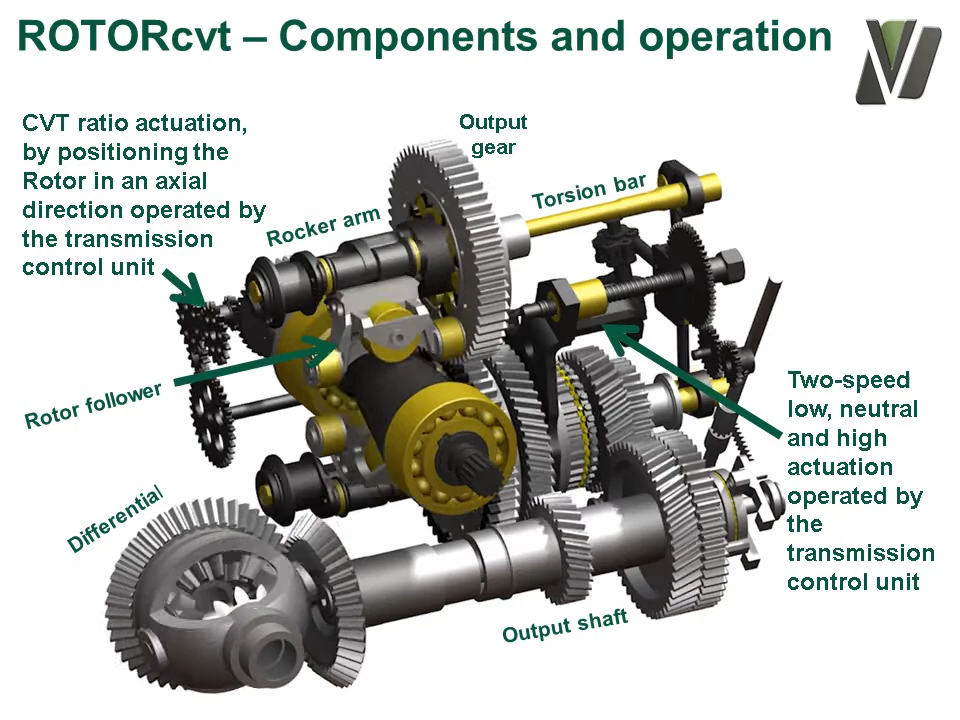 ROTORcvt – Components and operation
CVT ratio actuation,
by positioning the
Rotor in an axial
direction operated by
the transmission
control unit
Output
gear
Torsion bar
Rocker arm
Rotor follower
Two-speed
low, neutral
and high
actuation
operated by
the
transmission
control unit
Differential
Output shaft